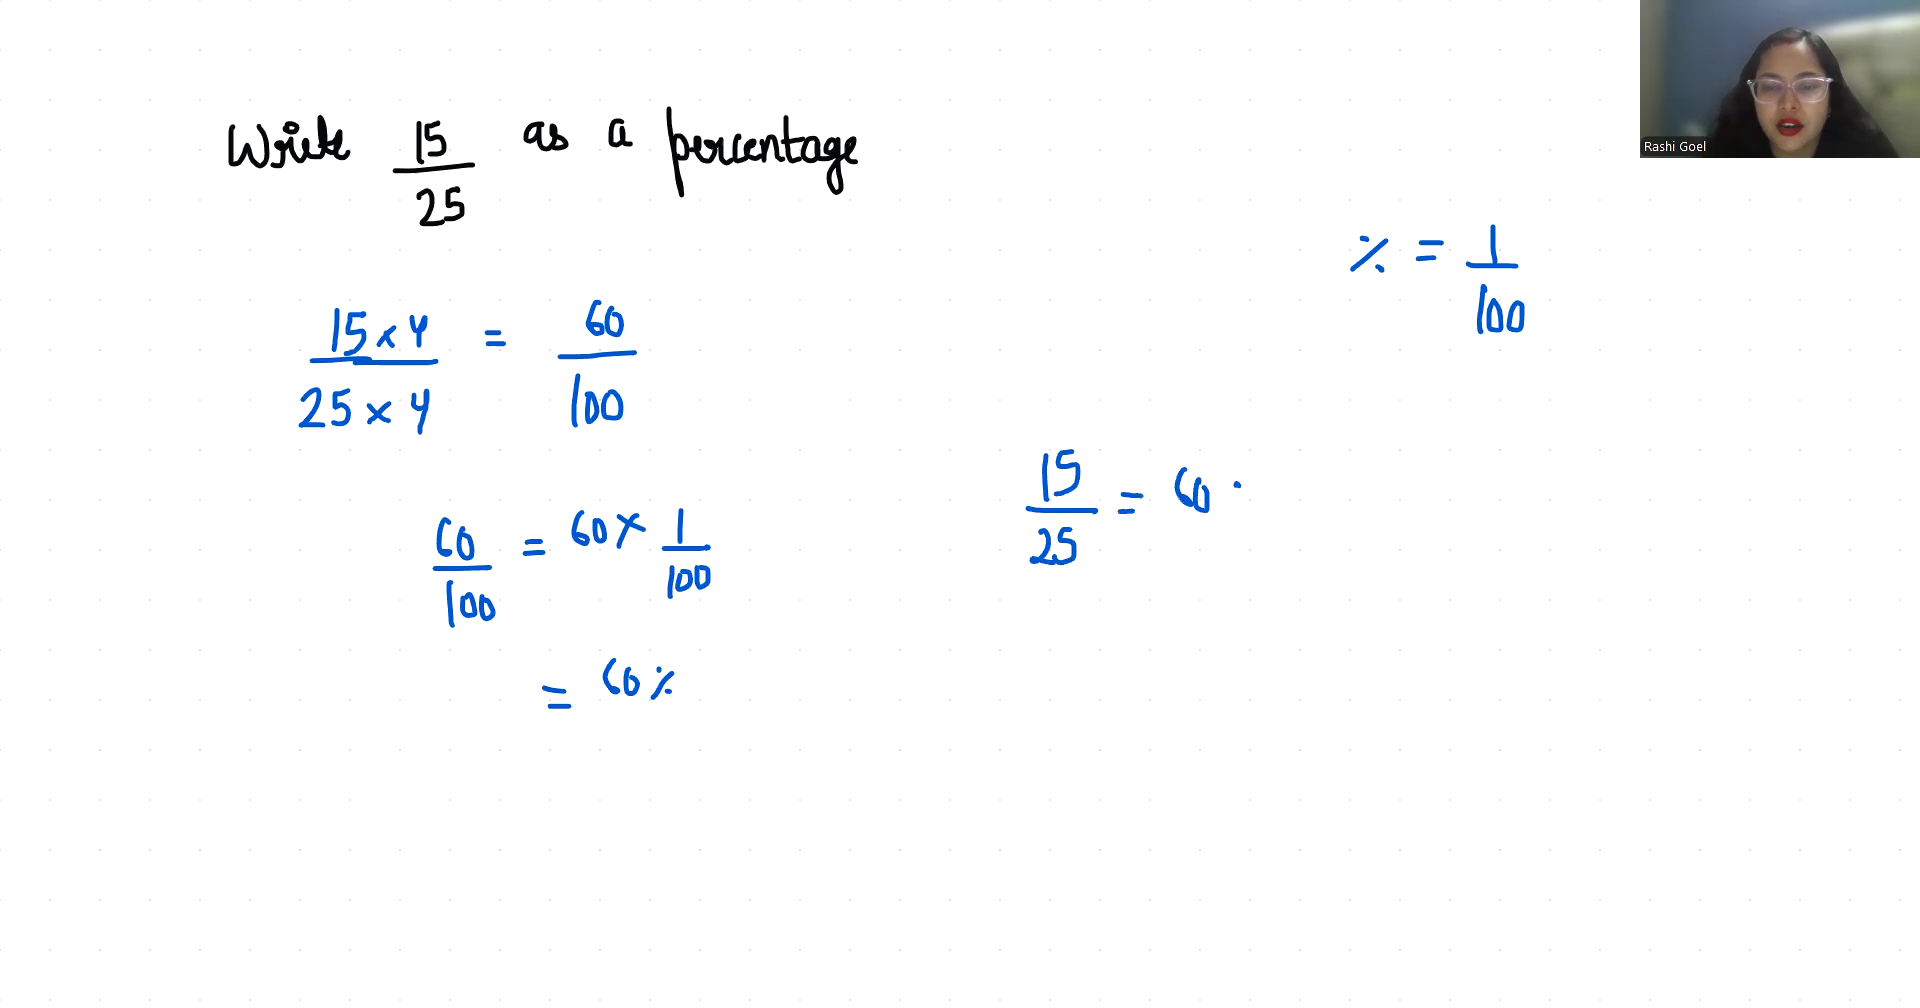 Write 15/25 as a percentage
Rashi Goel
% = 1/100
15 × 4 / 25 × 4 = 60/100
60/100 = 60 × 1/100
= 60%
15/25 = 60 ·